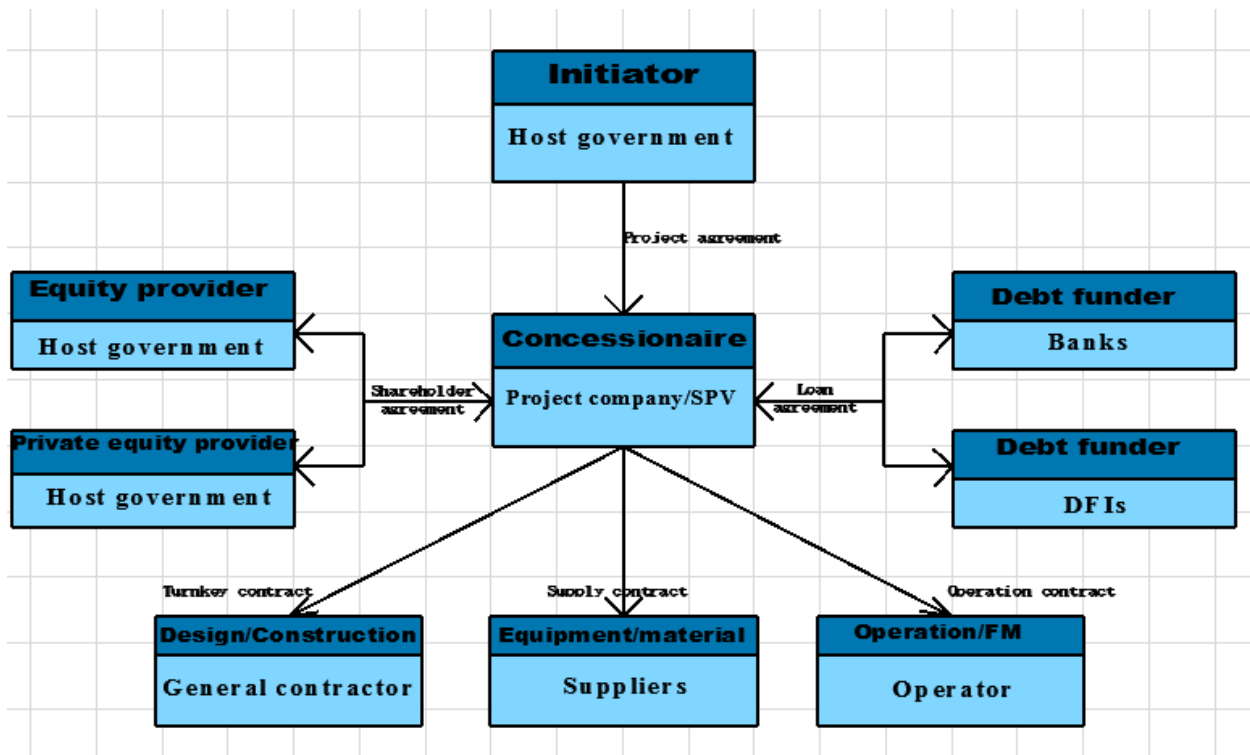 Initiator
Host government
Project agreement
Equity provider
Host government
Debt funder
Banks
Concessionaire
Project company/SPV
Shareholder
agreement
Loan
agreement
Private equity provider
Host government
Debt funder
DFIs
Turnkey contract
Supply contract
Operation contract
Design/Construction
General contractor
Equipment/material
Suppliers
Operation/FM
Operator